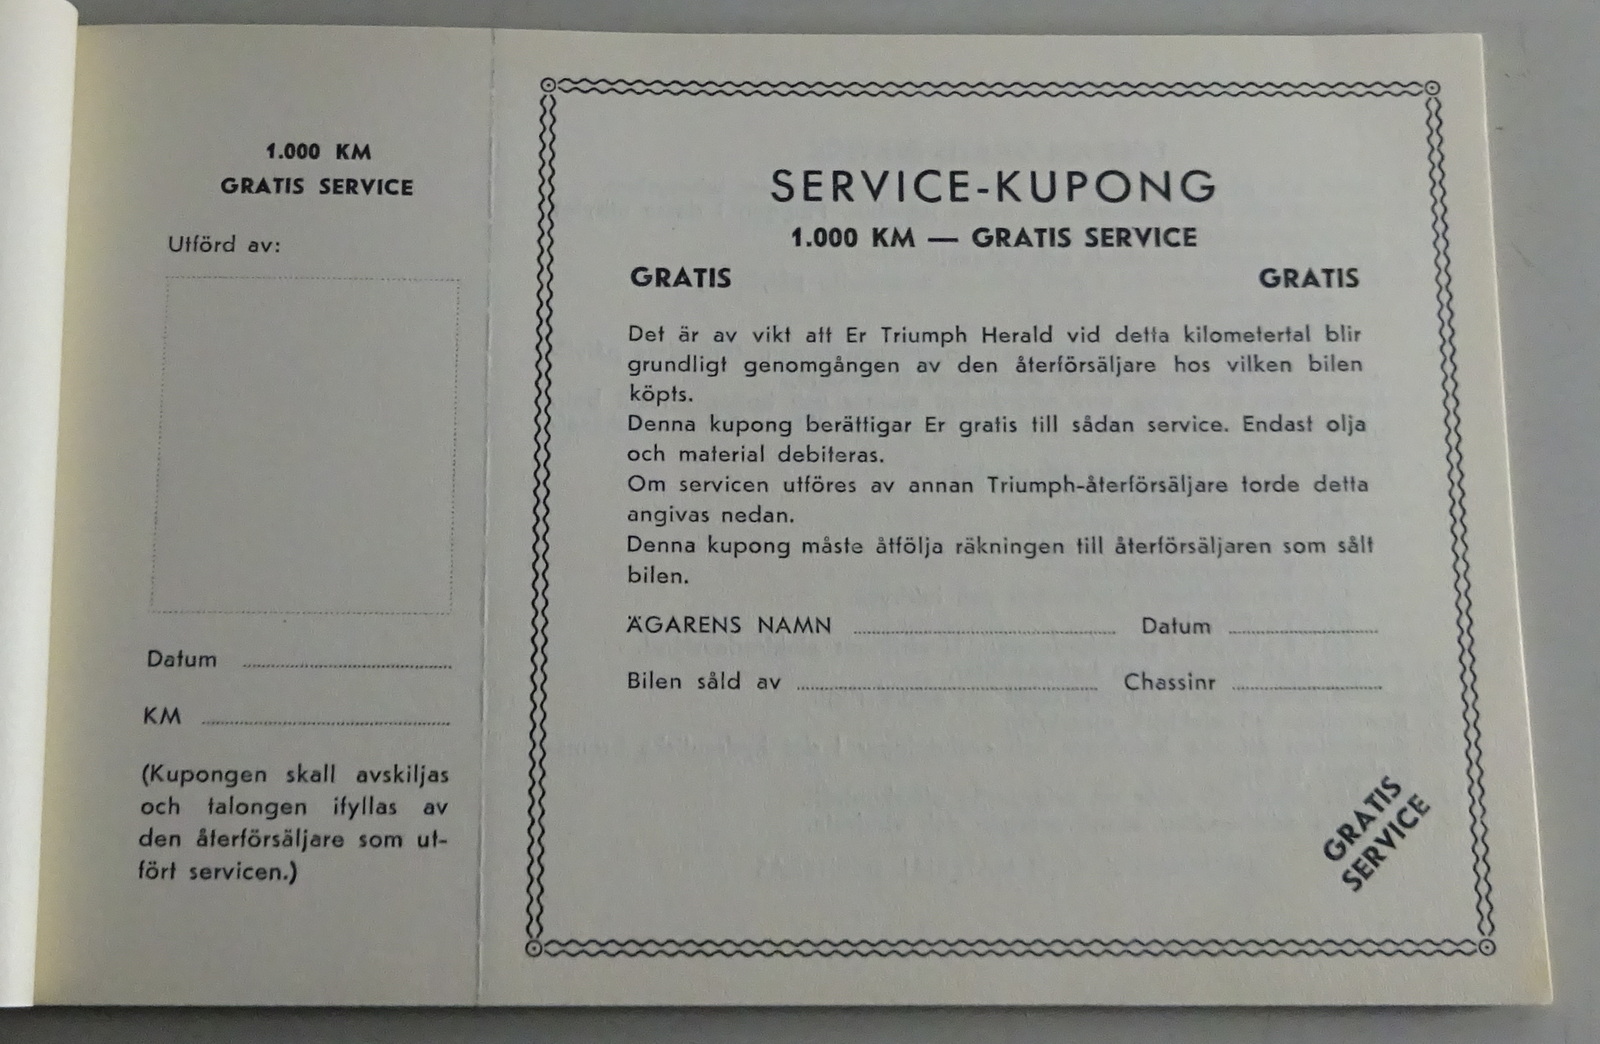 1.000 KM
GRATIS SERVICE
Utförd av:
Datum
KM
(Kupongen skall avskiljas
och talongen ifyllas av
den återförsäljare som ut-
fört servicen.)
SERVICE-KUPONG
1.000 KM — GRATIS SERVICE
GRATIS GRATIS
Det är av vikt att Er Triumph Herald vid detta kilometertal blir
grundligt genomgången av den återförsäljare hos vilken bilen
köpts.
Denna kupong berättigar Er gratis till sådan service. Endast olja
och material debiteras.
Om servicen utföres av annan Triumph-återförsäljare torde detta
angivas nedan.
Denna kupong måste åtfölja räkningen till återförsäljaren som sålt
bilen.
ÄGARENS NAMN Datum
Bilen såld av Chassinr
GRATIS
SERVICE